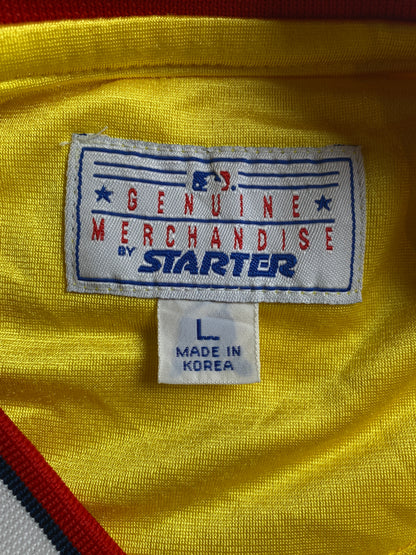 GENUINE
MERCHANDISE
BY STARTER
L
MADE IN
KOREA